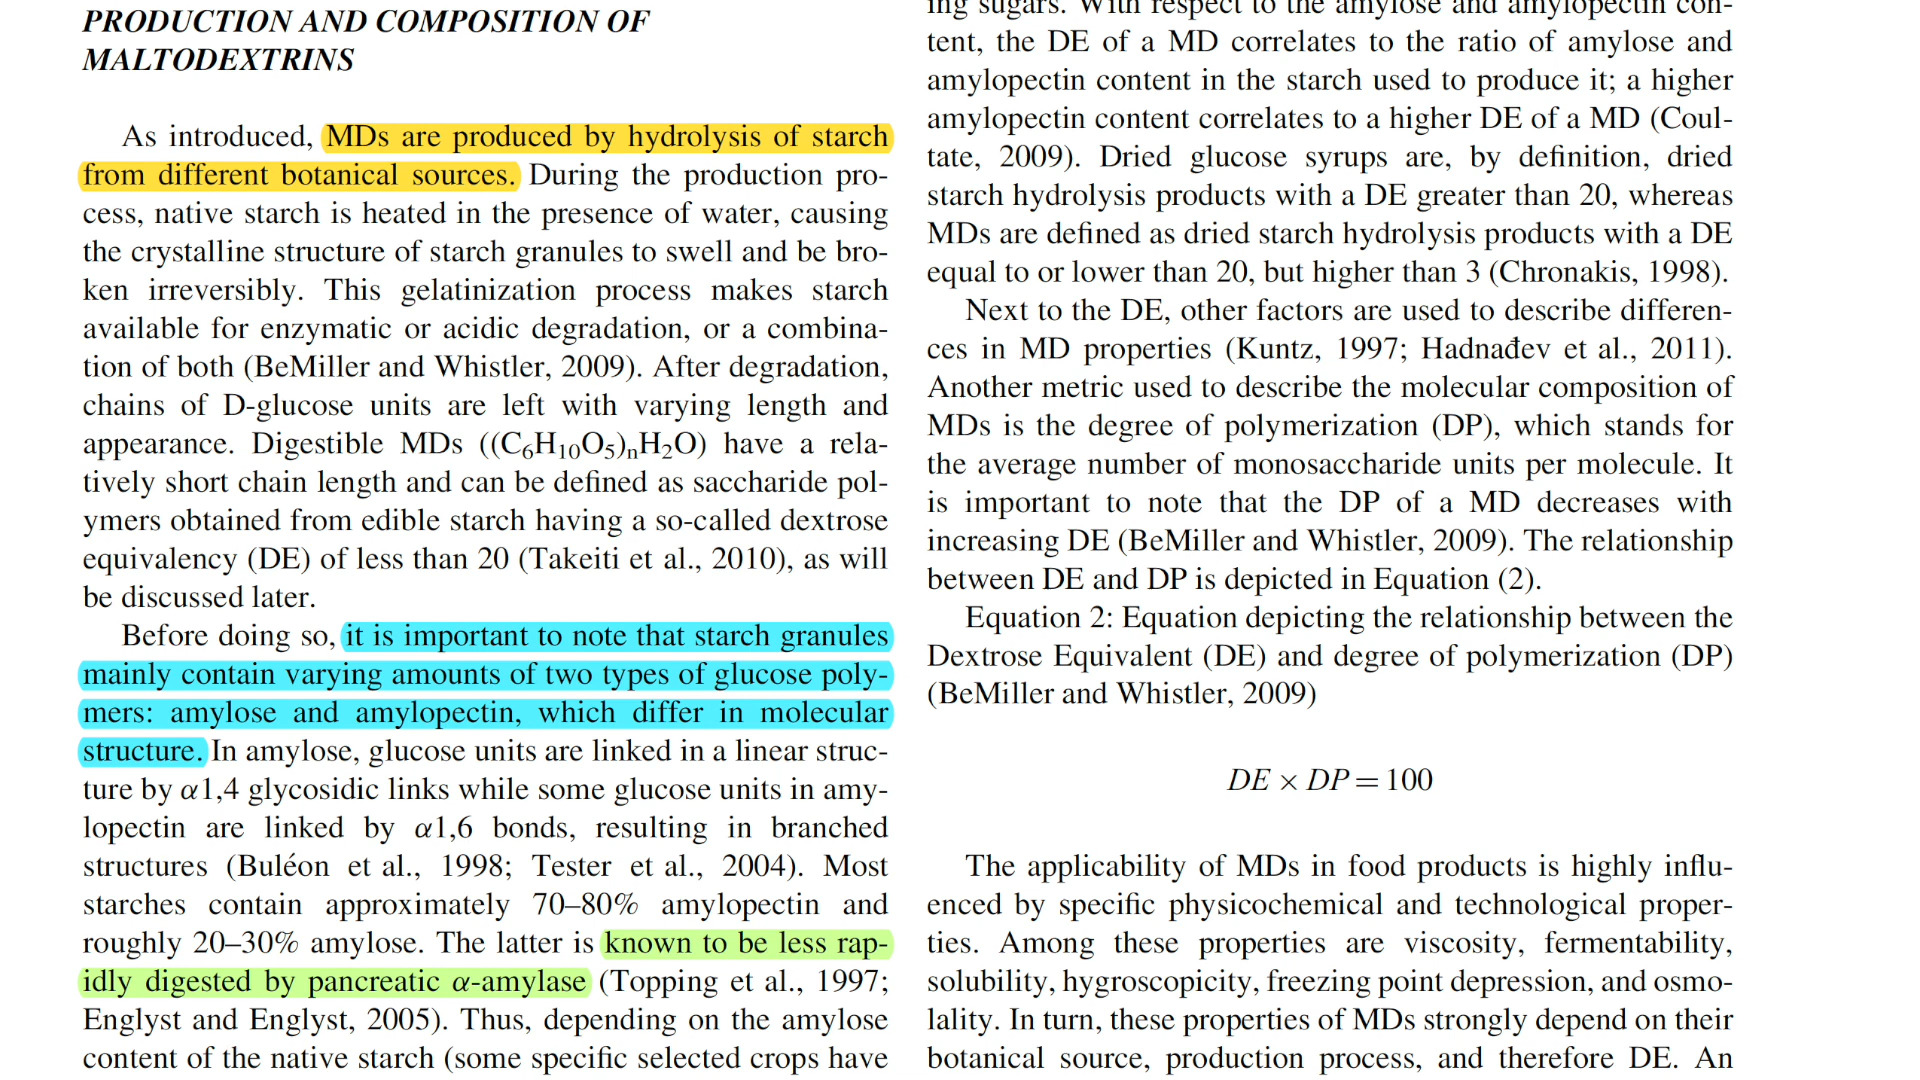 PRODUCTION AND COMPOSITION OF
MALTODEXTRINS
As introduced, MDs are produced by hydrolysis of starch
from different botanical sources. During the production pro-
cess, native starch is heated in the presence of water, causing
the crystalline structure of starch granules to swell and be bro-
ken irreversibly. This gelatinization process makes starch
available for enzymatic or acidic degradation, or a combina-
tion of both (BeMiller and Whistler, 2009). After degradation,
chains of D-glucose units are left with varying length and
appearance. Digestible MDs ((C₆H₁₀O₅)ₙH₂O) have a rela-
tively short chain length and can be defined as saccharide pol-
ymers obtained from edible starch having a so-called dextrose
equivalency (DE) of less than 20 (Takeiti et al., 2010), as will
be discussed later.
Before doing so, it is important to note that starch granules
mainly contain varying amounts of two types of glucose poly-
mers: amylose and amylopectin, which differ in molecular
structure. In amylose, glucose units are linked in a linear struc-
ture by α1,4 glycosidic links while some glucose units in amy-
lopectin are linked by α1,6 bonds, resulting in branched
structures (Buléon et al., 1998; Tester et al., 2004). Most
starches contain approximately 70–80% amylopectin and
roughly 20–30% amylose. The latter is known to be less rap-
idly digested by pancreatic α-amylase (Topping et al., 1997;
Englyst and Englyst, 2005). Thus, depending on the amylose
content of the native starch (some specific selected crops have
ing sugars. With respect to the amylose and amylopectin con-
tent, the DE of a MD correlates to the ratio of amylose and
amylopectin content in the starch used to produce it; a higher
amylopectin content correlates to a higher DE of a MD (Coul-
tate, 2009). Dried glucose syrups are, by definition, dried
starch hydrolysis products with a DE greater than 20, whereas
MDs are defined as dried starch hydrolysis products with a DE
equal to or lower than 20, but higher than 3 (Chronakis, 1998).
Next to the DE, other factors are used to describe differen-
ces in MD properties (Kuntz, 1997; Hadnađev et al., 2011).
Another metric used to describe the molecular composition of
MDs is the degree of polymerization (DP), which stands for
the average number of monosaccharide units per molecule. It
is important to note that the DP of a MD decreases with
increasing DE (BeMiller and Whistler, 2009). The relationship
between DE and DP is depicted in Equation (2).
Equation 2: Equation depicting the relationship between the
Dextrose Equivalent (DE) and degree of polymerization (DP)
(BeMiller and Whistler, 2009)
DE × DP = 100
The applicability of MDs in food products is highly influ-
enced by specific physicochemical and technological proper-
ties. Among these properties are viscosity, fermentability,
solubility, hygroscopicity, freezing point depression, and osmo-
lality. In turn, these properties of MDs strongly depend on their
botanical source, production process, and therefore DE. An